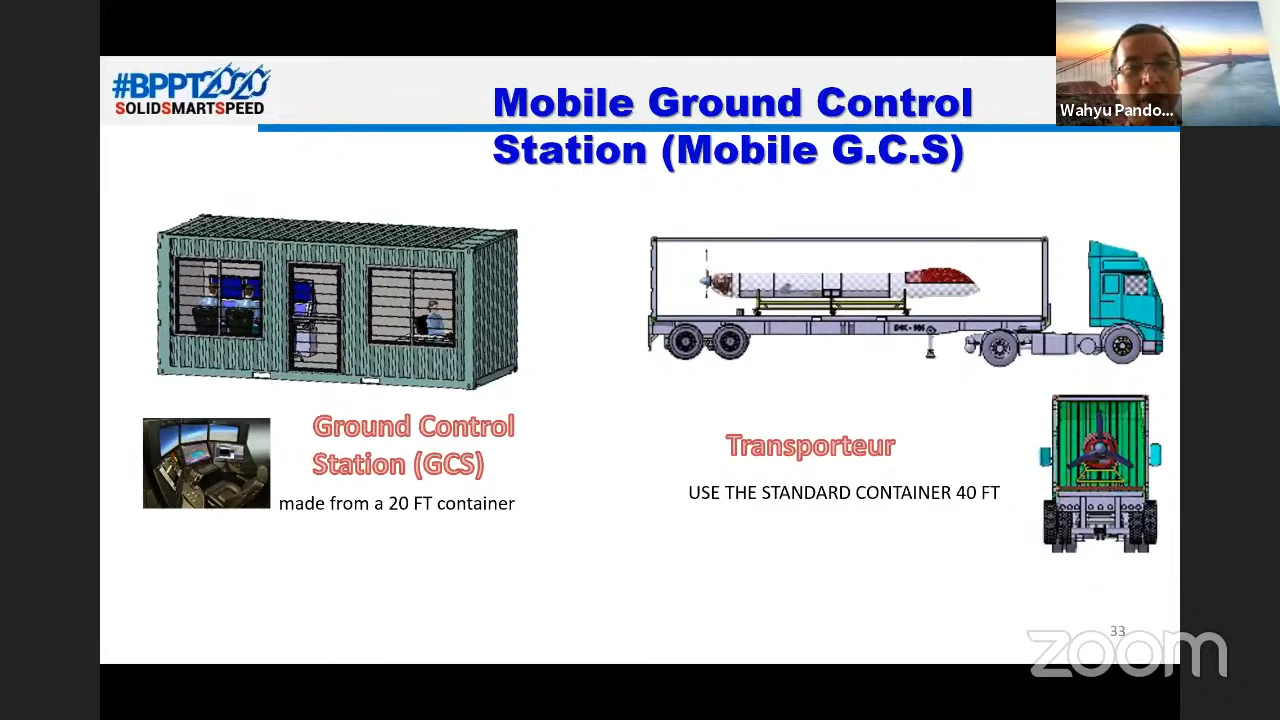 #BPPT2020
SOLIDSMARTSPEED
Mobile Ground Control
Station (Mobile G.C.S)
Wahyu Pando...
Ground Control
Station (GCS)
made from a 20 FT container
Transporteur
USE THE STANDARD CONTAINER 40 FT
33
zoom